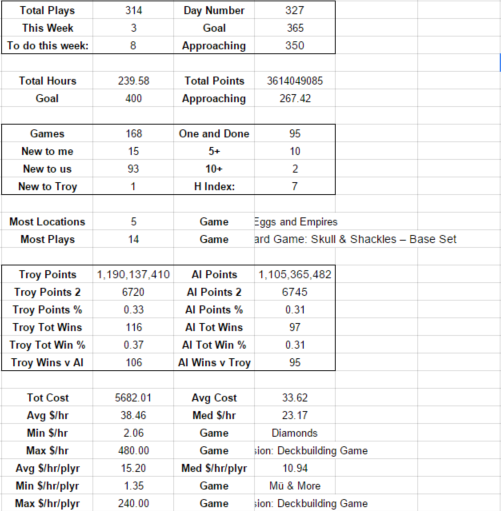 Total Plays 314 Day Number 327
This Week 3 Goal 365
To do this week: 8 Approaching 350
Total Hours 239.58 Total Points 3614049085
Goal 400 Approaching 267.42
Games 168 One and Done 95
New to me 15 5+ 10
New to us 93 10+ 2
New to Troy 1 H Index: 7
Most Locations 5 Game Eggs and Empires
Most Plays 14 Game ard Game: Skull & Shackles – Base Set
Troy Points 1,190,137,410 Al Points 1,105,365,482
Troy Points 2 6720 Al Points 2 6745
Troy Points % 0.33 Al Points % 0.31
Troy Tot Wins 116 Al Tot Wins 97
Troy Tot Win % 0.37 Al Tot Win % 0.31
Troy Wins v Al 106 Al Wins v Troy 95
Tot Cost 5682.01 Avg Cost 33.62
Avg $/hr 38.46 Med $/hr 23.17
Min $/hr 2.06 Game Diamonds
Max $/hr 480.00 Game sion: Deckbuilding Game
Avg $/hr/plyr 15.20 Med $/hr/plyr 10.94
Min $/hr/plyr 1.35 Game Mü & More
Max $/hr/plyr 240.00 Game sion: Deckbuilding Game